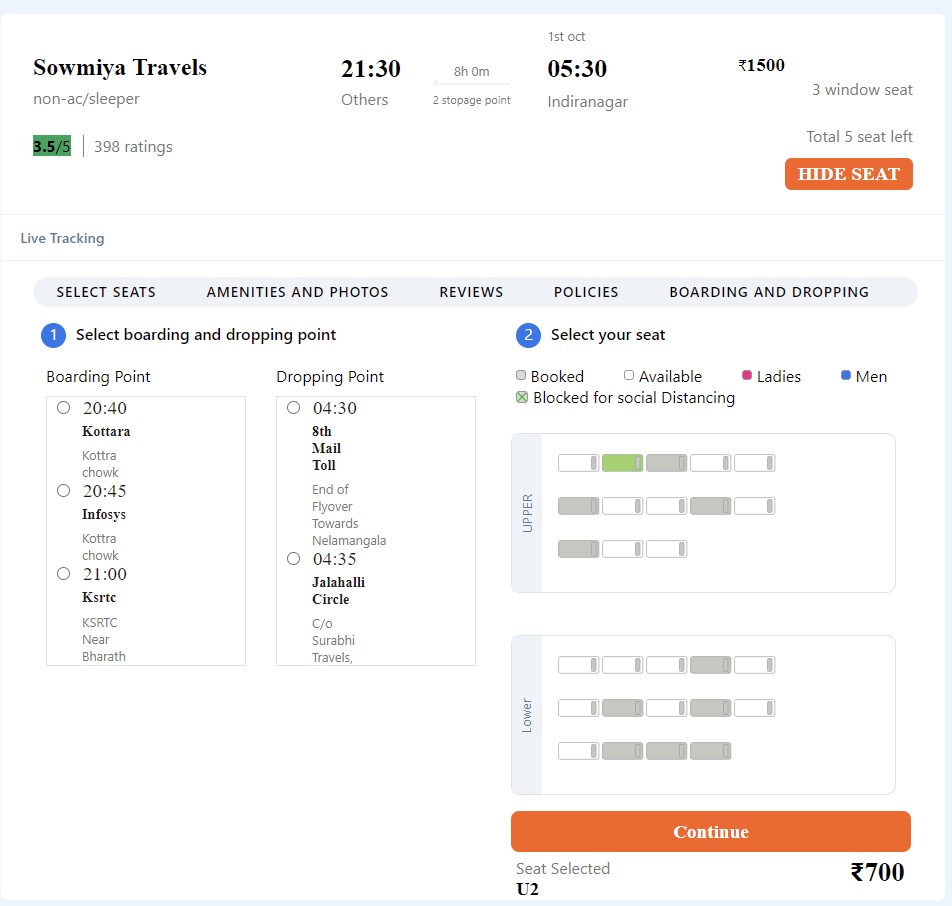 1st oct
Sowmiya Travels
21:30
8h 0m
05:30
₹1500
non-ac/sleeper
Others
2 stopage point
Indiranagar
3 window seat
3.5/5
398 ratings
Total 5 seat left
HIDE SEAT
Live Tracking
SELECT SEATS
AMENITIES AND PHOTOS
REVIEWS
POLICIES
BOARDING AND DROPPING
1 Select boarding and dropping point
Boarding Point
20:40
Kottara
Kottra
chowk
20:45
Infosys
Kottra
chowk
21:00
Ksrtc
KSRTC
Near
Bharath
Dropping Point
04:30
8th
Mail
Toll
End of
Flyover
Towards
Nelamangala
04:35
Jalahalli
Circle
C/o
Surabhi
Travels,
2 Select your seat
Booked
Available
Ladies
Men
Blocked for social Distancing
UPPER
Lower
Continue
Seat Selected
U2
₹700